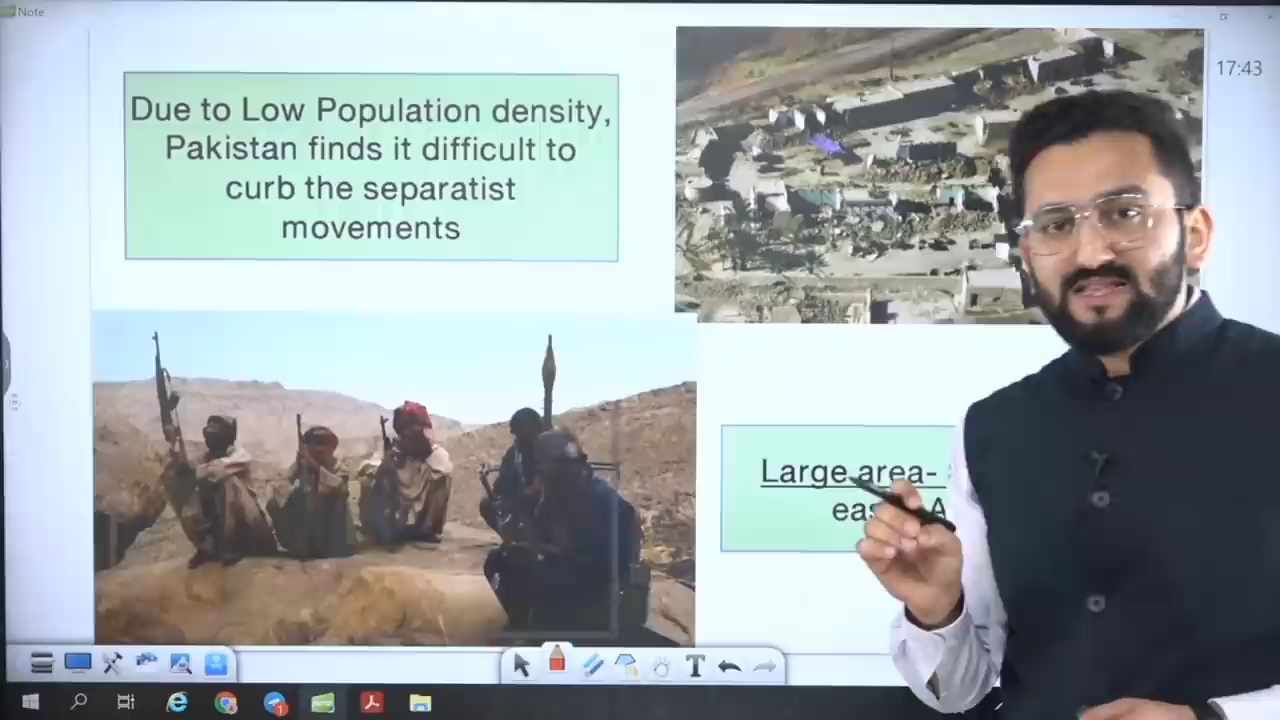 Note
17:43
Due to Low Population density,
Pakistan finds it difficult to
curb the separatist
movements
Large area-
T
1